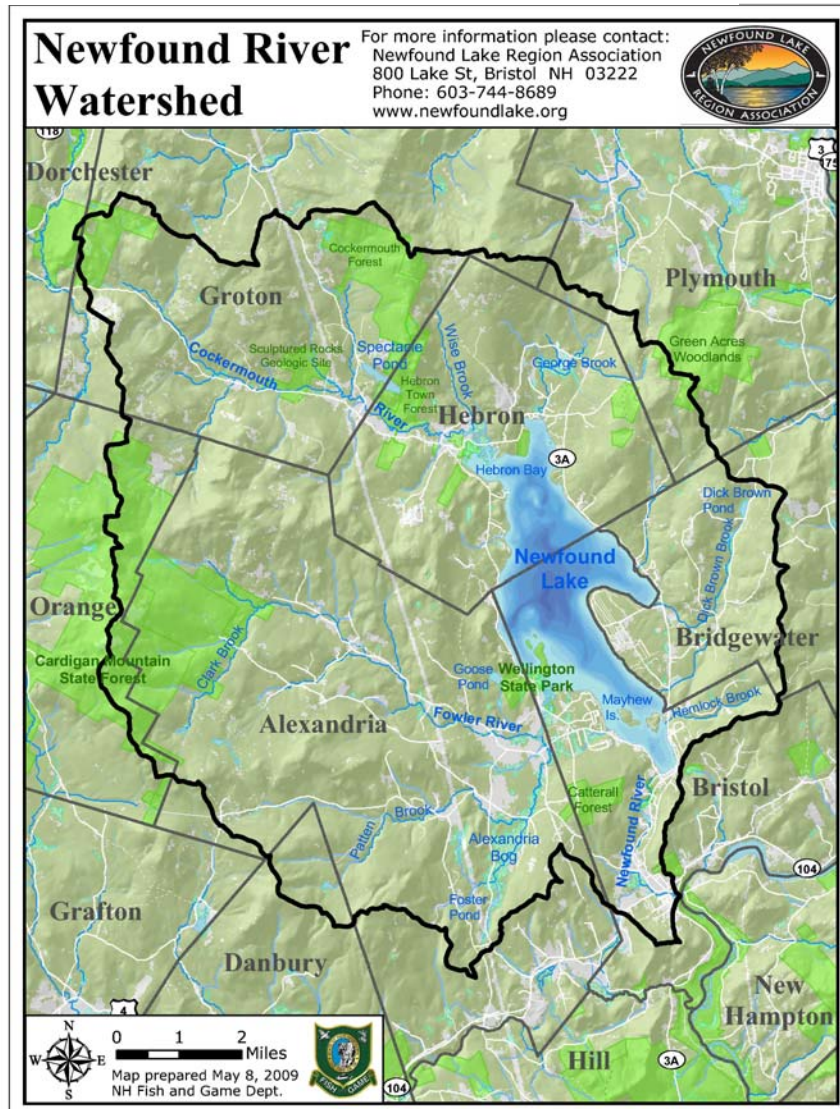 Newfound River
Watershed
For more information please contact:
Newfound Lake Region Association
800 Lake St, Bristol NH 03222
Phone: 603-744-8689
www.newfoundlake.org
NEWFOUND LAKE
REGION ASSOCIATION
118
3
175
Dorchester
Cockermouth
Forest
Groton
Plymouth
Sculptured Rocks
Geologic Site
Spectacle
Pond
Wise Brook
George Brook
Green Acres
Woodlands
Cockermouth
River
Hebron
Town
Forest
Hebron
3A
Hebron Bay
Dick Brown
Pond
Newfound
Lake
Dick Brown Brook
Orange
Bridgewater
Cardigan Mountain
State Forest
Clark Brook
Goose
Pond
Wellington
State Park
Mayhew
Is.
Hemlock Brook
Alexandria
Fowler River
Bristol
Catterall
Forest
Newfound River
Patten
Brook
Alexandria
Bog
104
Foster
Pond
Grafton
Danbury
New
Hampton
4
Hill
3A
104
N
W
E
S
0 1 2
Miles
Map prepared May 8, 2009
NH Fish and Game Dept.
FISH GAME